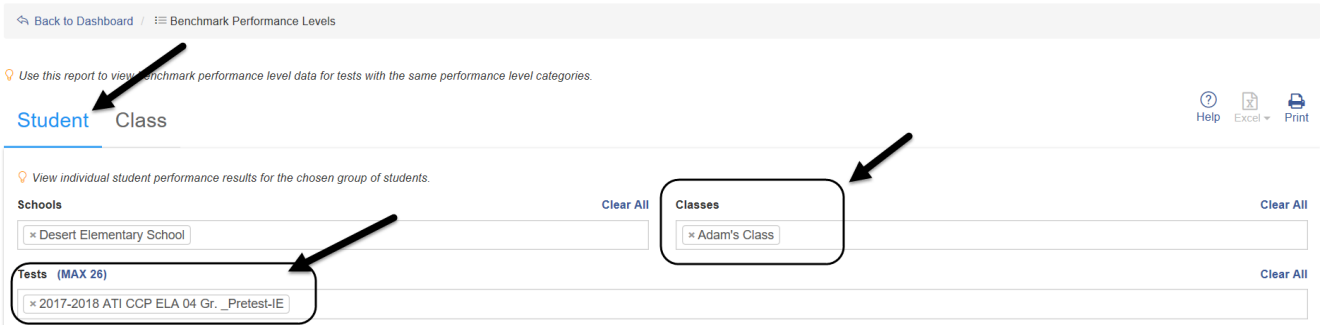 Back to Dashboard / Benchmark Performance Levels
Use this report to view benchmark performance level data for tests with the same performance level categories.
Student Class
Help Excel Print
View individual student performance results for the chosen group of students.
Schools Clear All Classes Clear All
× Desert Elementary School × Adam's Class
Tests (MAX 26) Clear All
× 2017-2018 ATI CCP ELA 04 Gr. _Pretest-IE